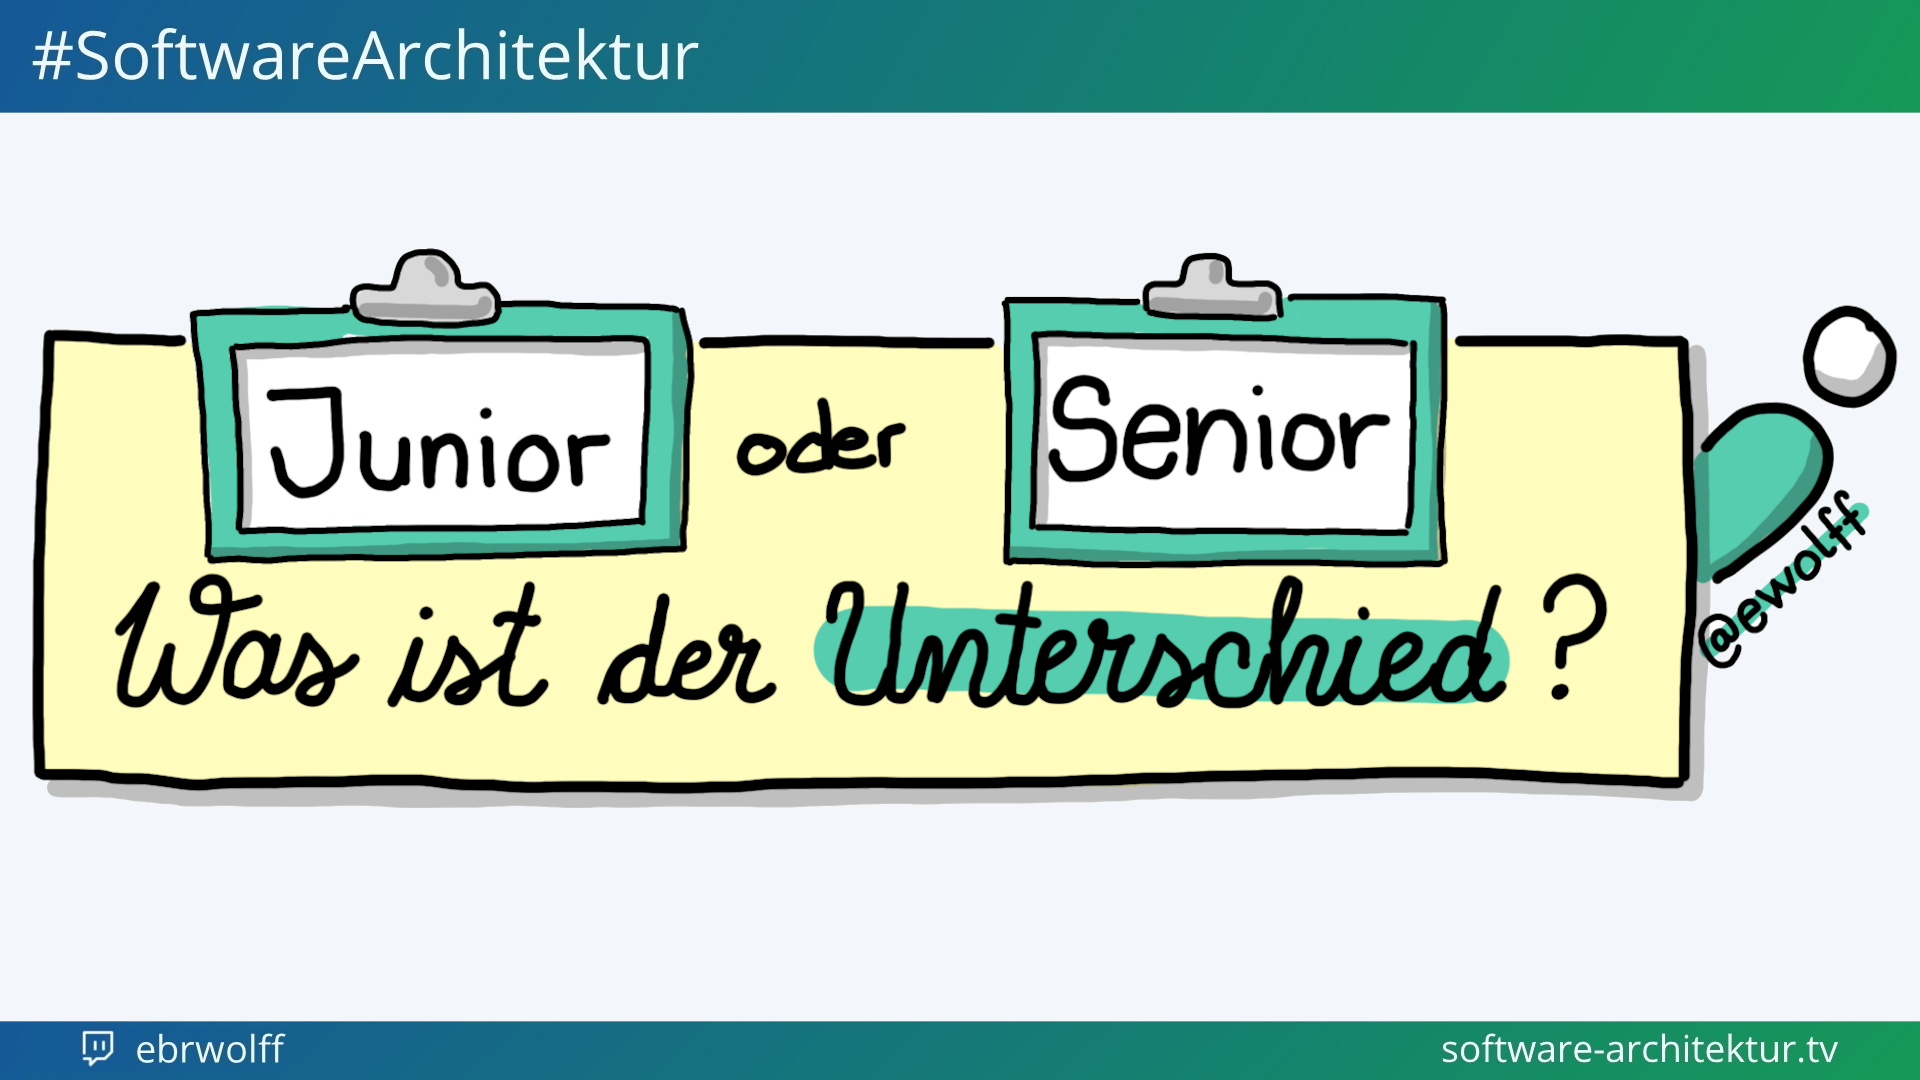 #SoftwareArchitektur
Junior oder Senior
Was ist der Unterschied ?
@ewolff
ebrwolff
software-architektur.tv